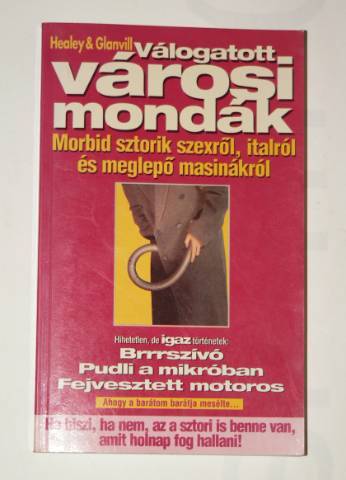 Healey & Glanvill
Válogatott
városi
mondák
Morbid sztorik szexről, italról
és meglepő masinákról
Hihetetlen, de igaz történetek:
Brrrszívó
Pudli a mikróban
Fejvesztett motoros
Ahogy a barátom barátja mesélte...
Ha hiszi, ha nem, az a sztori is benne van,
amit holnap fog hallani!